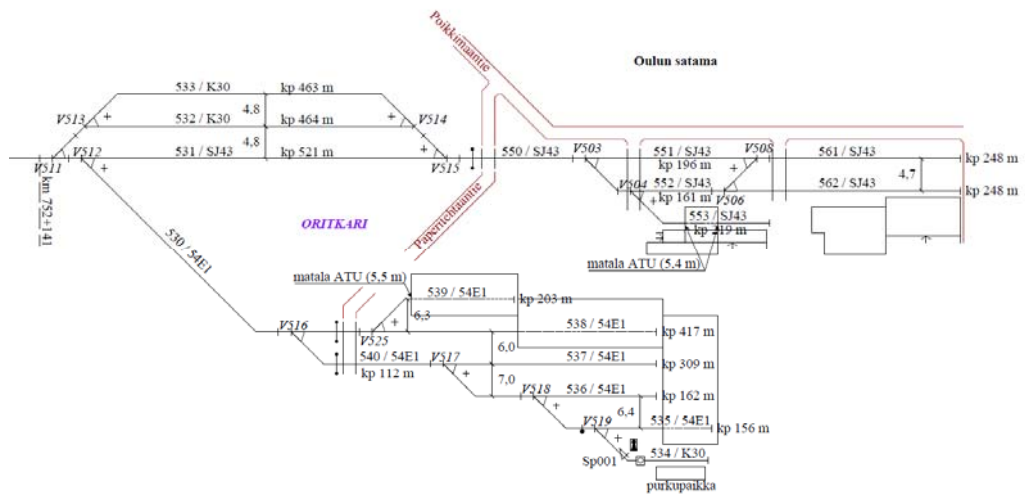 Poikkimaantie
Oulun satama
533 / K30
kp 463 m
4,8
V513
532 / K30
kp 464 m
V514
4,8
V511
V512
531 / SJ43
kp 521 m
V515
550 / SJ43
V503
551 / SJ43
kp 196 m
V508
561 / SJ43
kp 248 m
4,7
V504
552 / SJ43
kp 161 m
V506
562 / SJ43
kp 248 m
553 / SJ43
kp 219 m
matala ATU (5,4 m)
km 752+141
ORITKARI
Paperitehtaantie
530 / 54E1
matala ATU (5,5 m)
539 / 54E1
kp 203 m
6,3
V516
V525
538 / 54E1
kp 417 m
6,0
540 / 54E1
kp 112 m
V517
537 / 54E1
kp 309 m
7,0
V518
536 / 54E1
kp 162 m
6,4
V519
535 / 54E1
kp 156 m
Sp001
534 / K30
purkupaikka